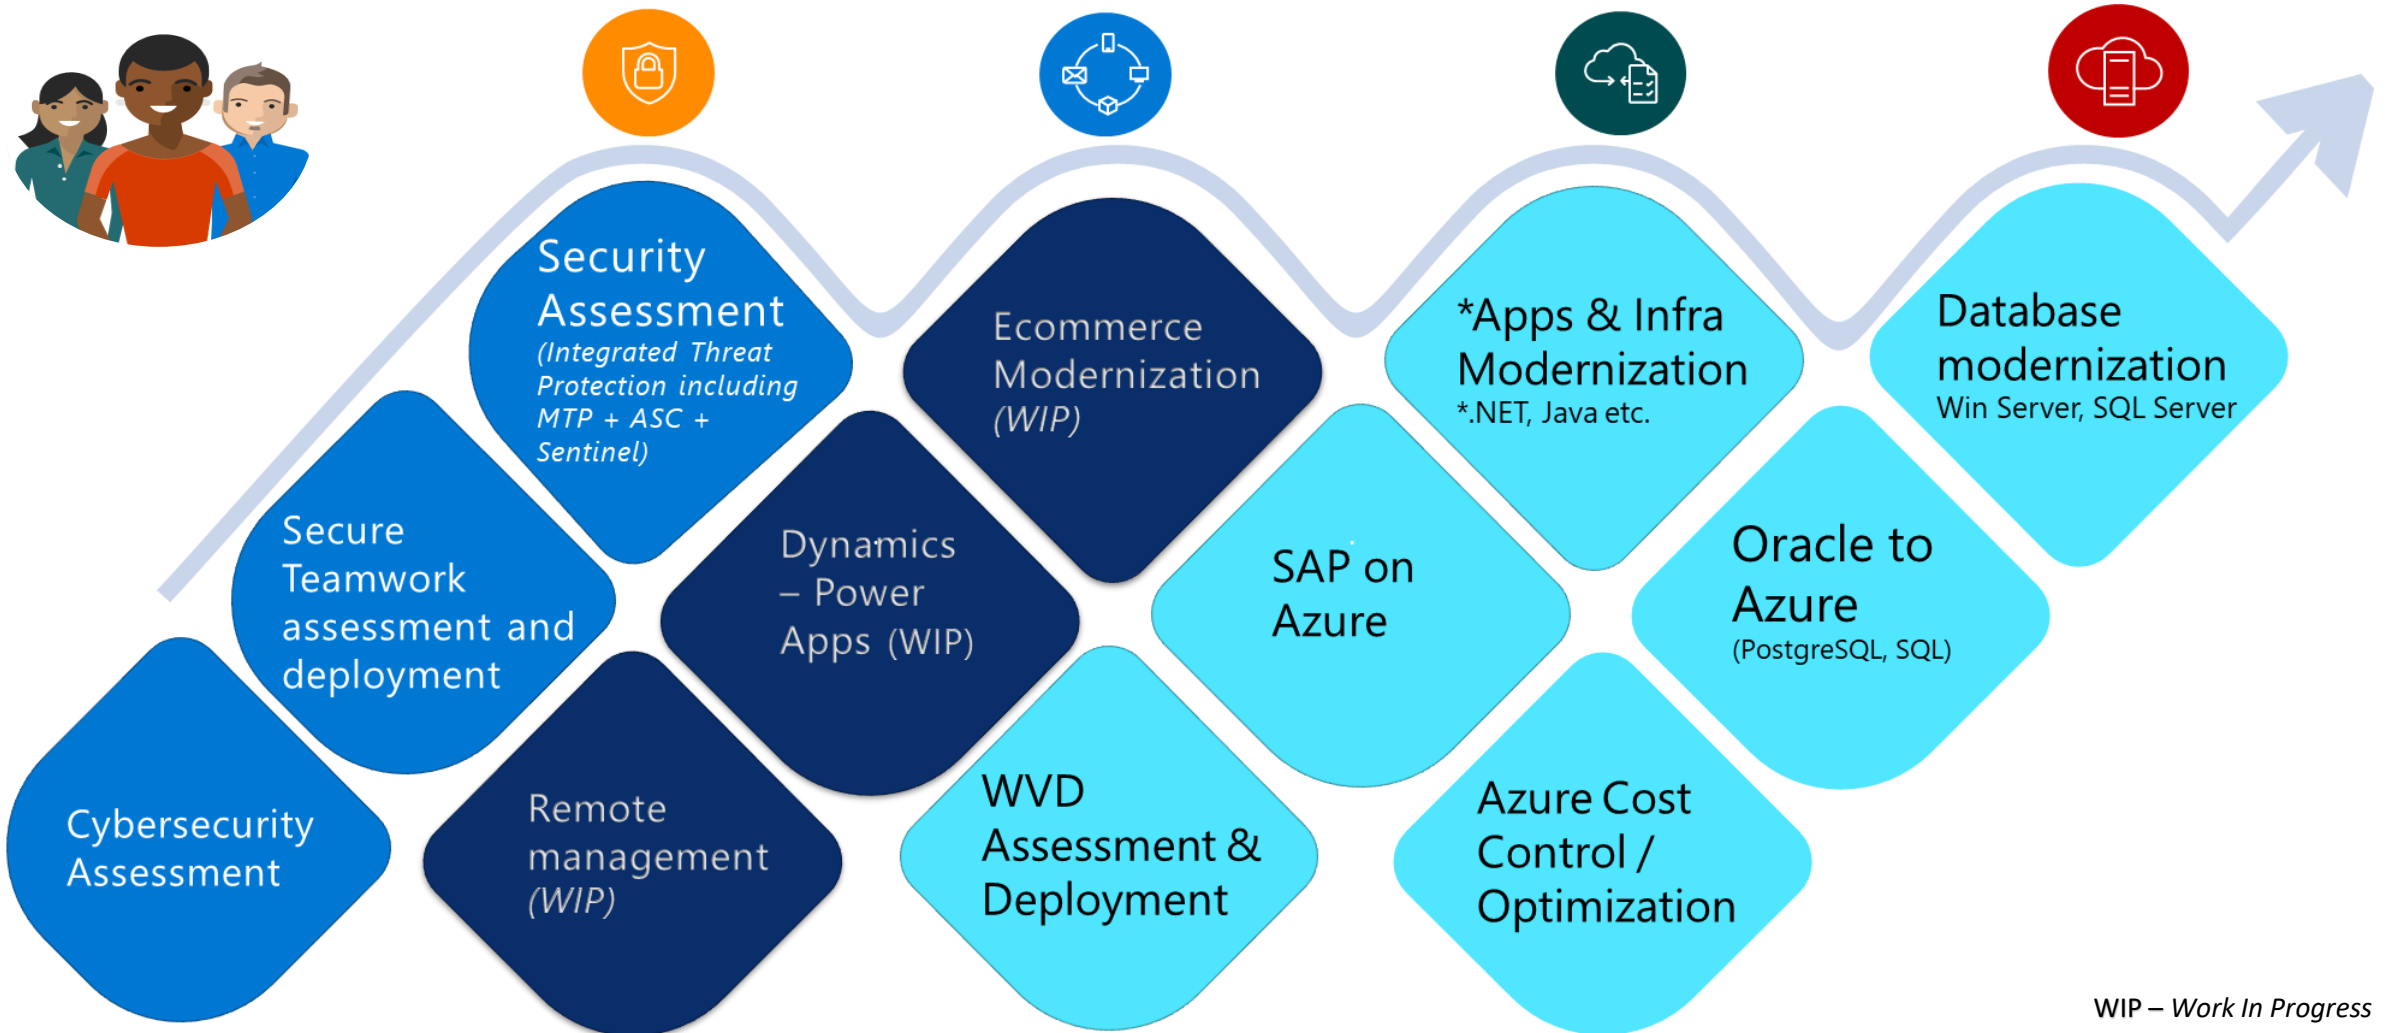 Security
Assessment
(Integrated Threat
Protection including
MTP + ASC +
Sentinel)
Ecommerce
Modernization
(WIP)
*Apps & Infra
Modernization
*.NET, Java etc.
Database
modernization
Win Server, SQL Server
Secure
Teamwork
assessment and
deployment
Dynamics
– Power
Apps (WIP)
SAP on
Azure
Oracle to
Azure
(PostgreSQL, SQL)
Cybersecurity
Assessment
Remote
management
(WIP)
WVD
Assessment &
Deployment
Azure Cost
Control /
Optimization
WIP – Work In Progress